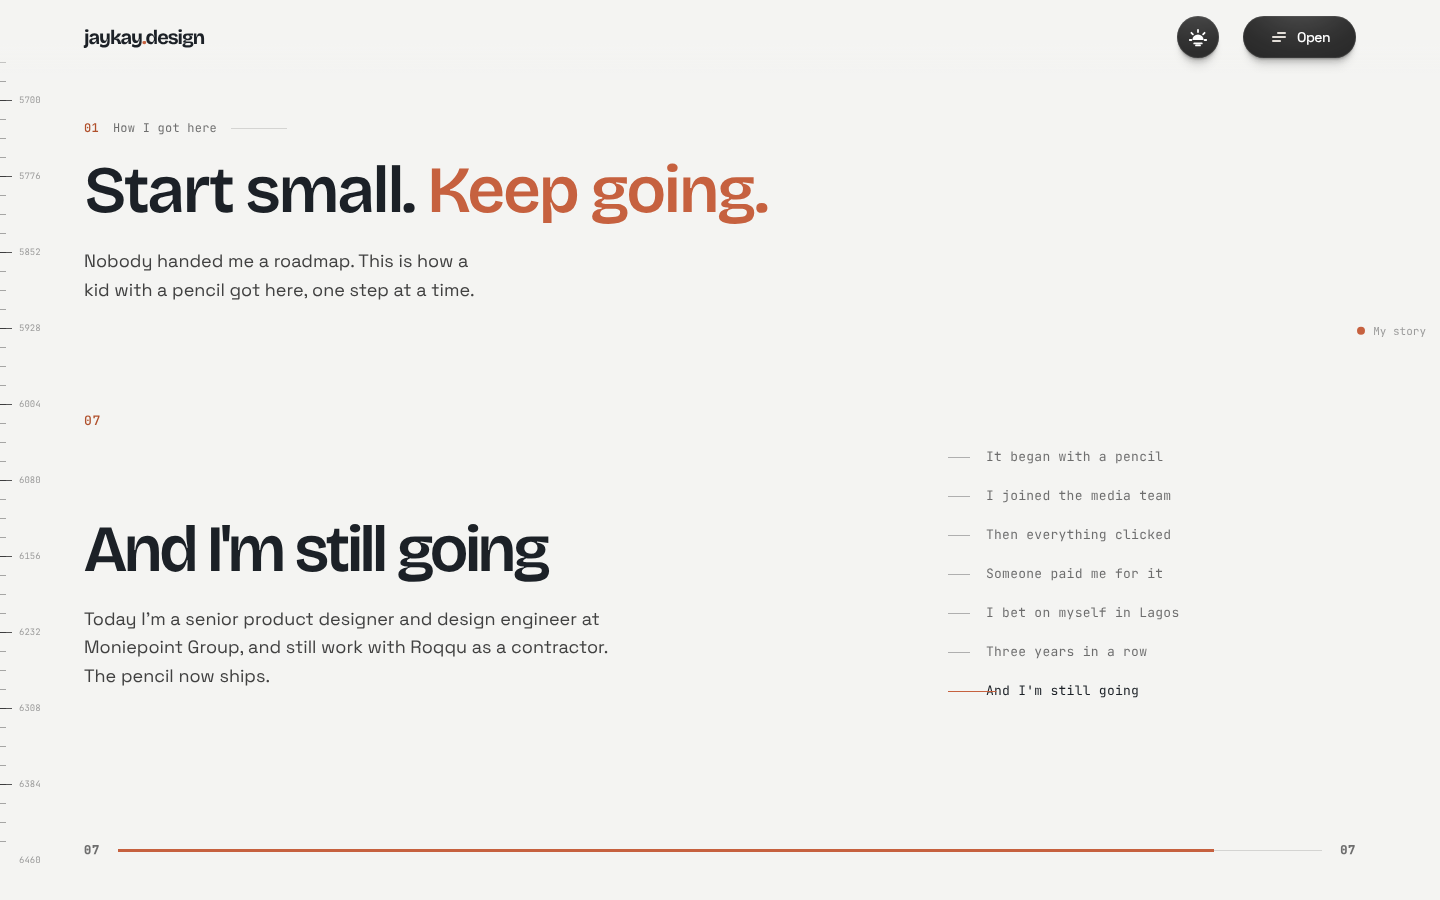 jaykay.design
Open
5700
5776
5852
5928
6004
6080
6156
6232
6308
6384
6460
01 How I got here
Start small. Keep going.
Nobody handed me a roadmap. This is how a
kid with a pencil got here, one step at a time.
My story
07
And I'm still going
Today I’m a senior product designer and design engineer at
Moniepoint Group, and still work with Roqqu as a contractor.
The pencil now ships.
It began with a pencil
I joined the media team
Then everything clicked
Someone paid me for it
I bet on myself in Lagos
Three years in a row
And I'm still going
07
07